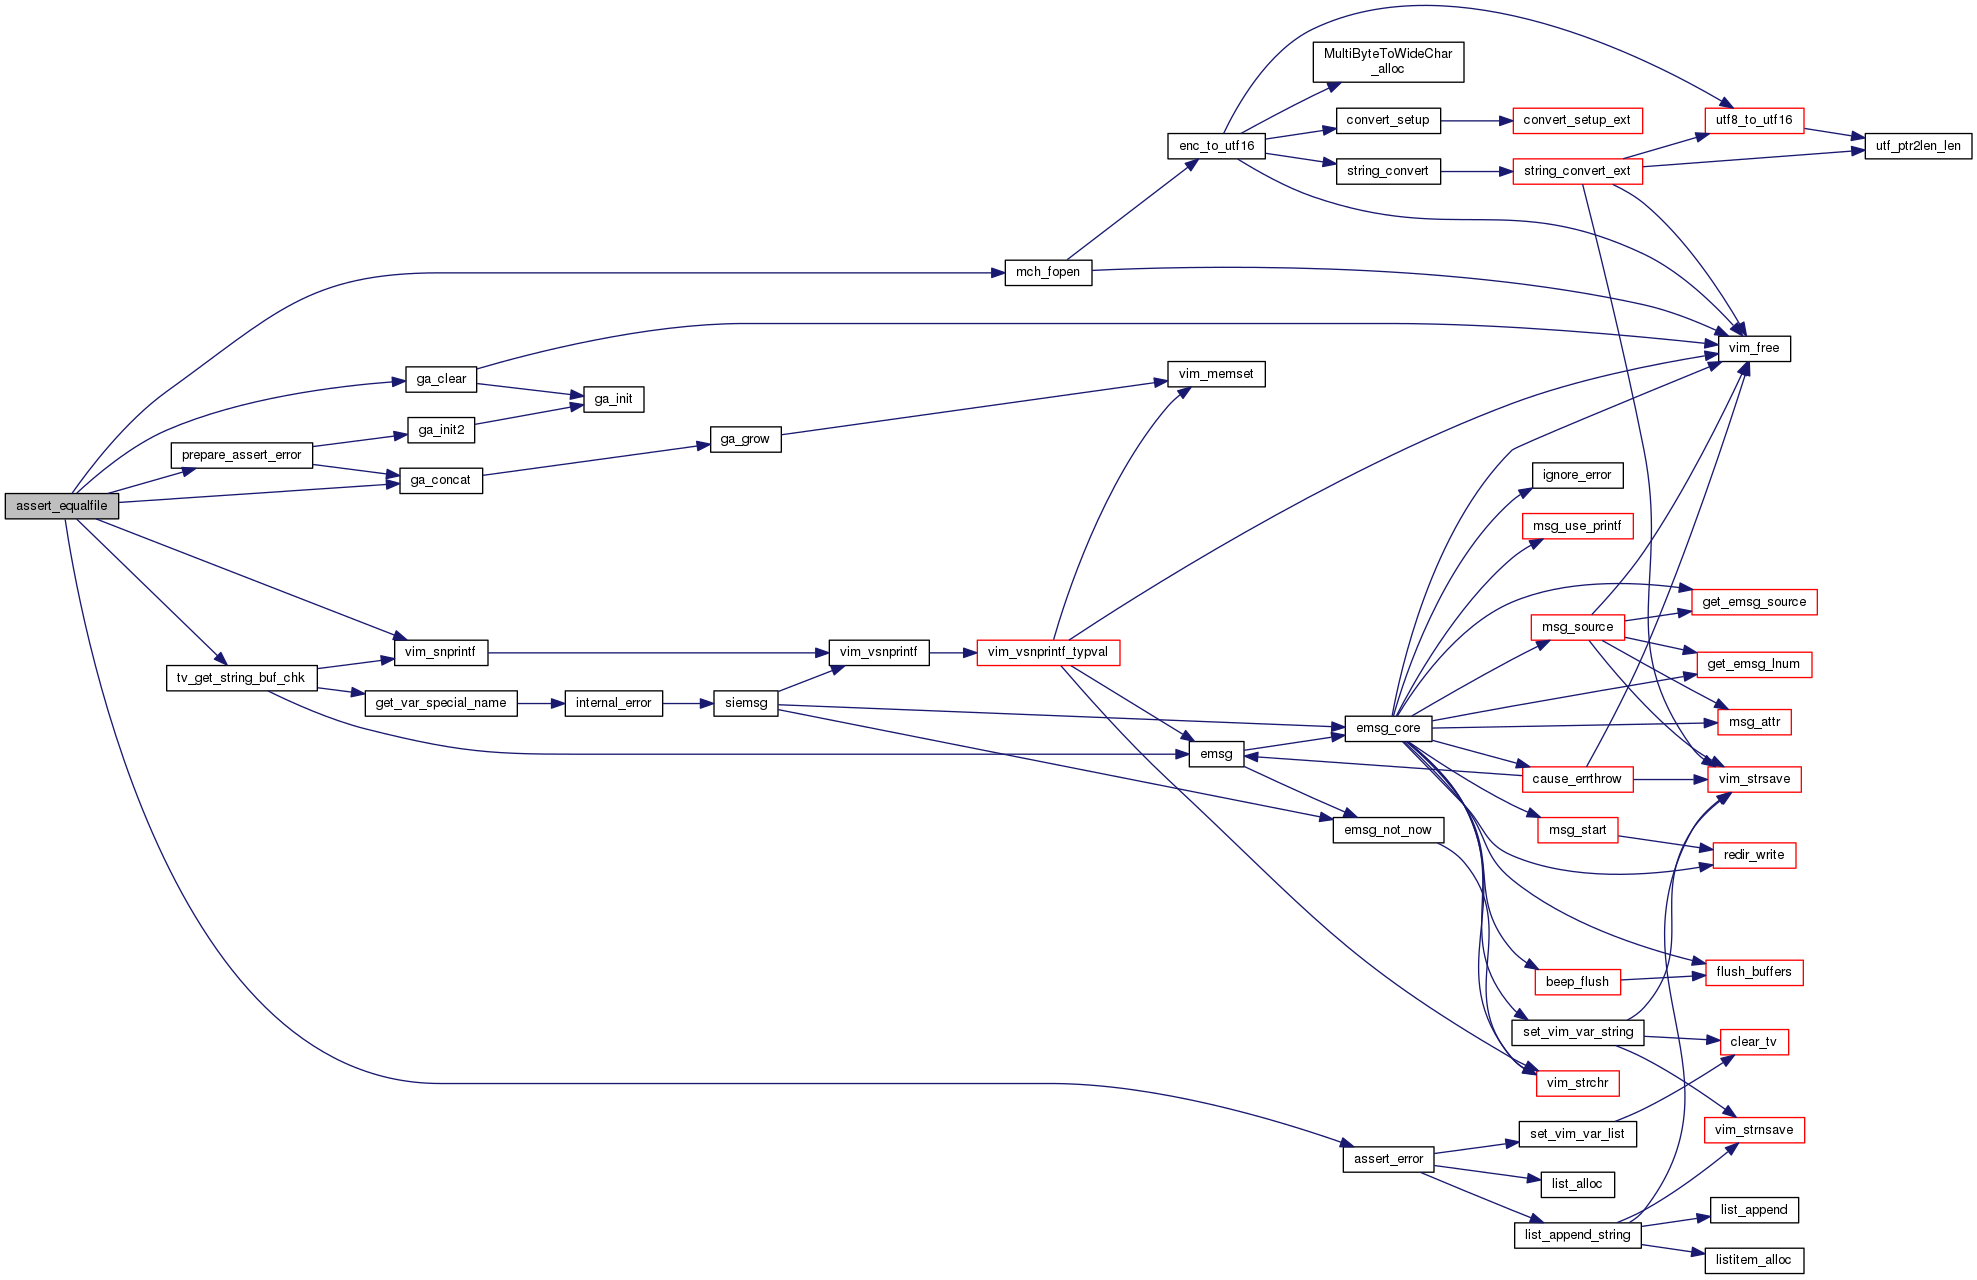 MultiByteToWideChar
_alloc
convert_setup
convert_setup_ext
utf8_to_utf16
enc_to_utf16
utf_ptr2len_len
string_convert
string_convert_ext
mch_fopen
vim_free
ga_clear
vim_memset
ga_init
ga_init2
ga_grow
prepare_assert_error
ga_concat
ignore_error
assert_equalfile
msg_use_printf
get_emsg_source
msg_source
vim_snprintf
vim_vsnprintf
vim_vsnprintf_typval
get_emsg_lnum
tv_get_string_buf_chk
get_var_special_name
internal_error
siemsg
emsg_core
msg_attr
emsg
cause_errthrow
vim_strsave
emsg_not_now
msg_start
redir_write
beep_flush
flush_buffers
set_vim_var_string
clear_tv
vim_strchr
set_vim_var_list
vim_strnsave
assert_error
list_alloc
list_append
list_append_string
listitem_alloc